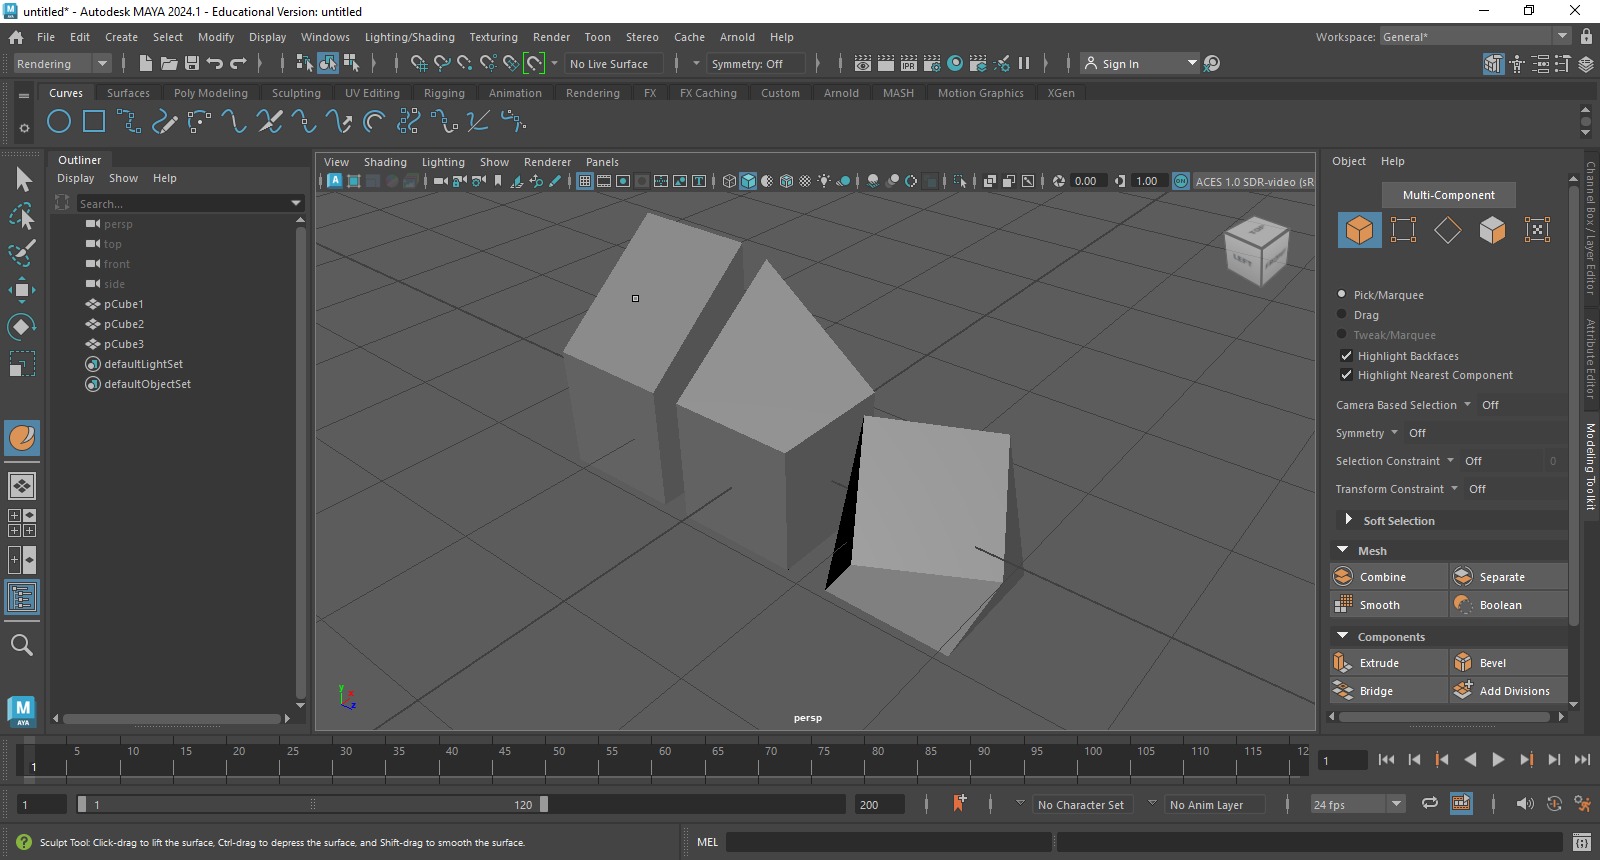 untitled* - Autodesk MAYA 2024.1 - Educational Version: untitled
File Edit Create Select Modify Display Windows Lighting/Shading Texturing Render Toon Stereo Cache Arnold Help
Workspace: General*
Rendering No Live Surface Symmetry: Off IPR Sign In
Curves Surfaces Poly Modeling Sculpting UV Editing Rigging Animation Rendering FX FX Caching Custom Arnold MASH Motion Graphics XGen
Outliner
Display Show Help
Search...
persp
top
front
side
pCube1
pCube2
pCube3
defaultLightSet
defaultObjectSet
View Shading Lighting Show Renderer Panels
0.00 1.00 ON ACES 1.0 SDR-video (sR
TOP
LEFT
FRONT
y x z
persp
Object Help
Multi-Component
Pick/Marquee
Drag
Tweak/Marquee
Highlight Backfaces
Highlight Nearest Component
Camera Based Selection Off
Symmetry Off
Selection Constraint Off 0
Transform Constraint Off
Soft Selection
Mesh
Combine Separate
Smooth Boolean
Components
Extrude Bevel
Bridge Add Divisions
Channel Box / Layer Editor
Attribute Editor
Modeling Toolkit
M
AYA
5 10 15 20 25 30 35 40 45 50 55 60 65 70 75 80 85 90 95 100 105 110 115 12
1
1
1 1 120 200 No Character Set No Anim Layer 24 fps
Sculpt Tool: Click-drag to lift the surface, Ctrl-drag to depress the surface, and Shift-drag to smooth the surface.
MEL